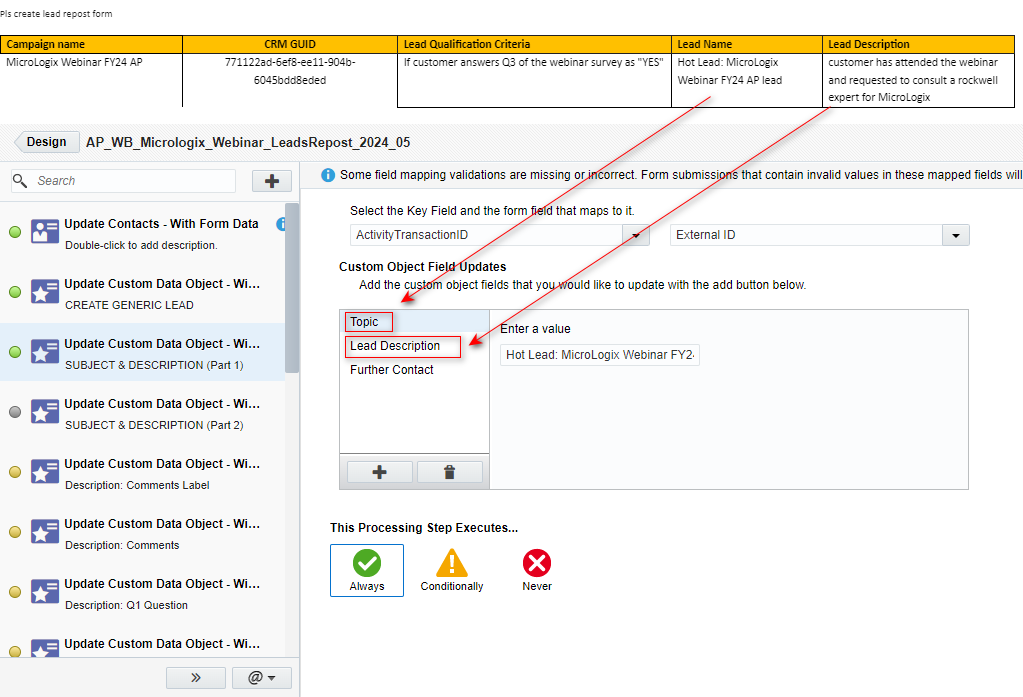 Pls create lead repost form
Campaign name CRM GUID Lead Qualification Criteria Lead Name Lead Description
MicroLogix Webinar FY24 AP 771122ad-6ef8-ee11-904b- If customer answers Q3 of the webinar survey as "YES" Hot Lead: MicroLogix customer has attended the webinar
6045bdd8eded Webinar FY24 AP lead and requested to consult a rockwell
expert for MicroLogix
Design AP_WB_Micrologix_Webinar_LeadsRepost_2024_05
Search
Update Contacts - With Form Data
Double-click to add description.
Update Custom Data Object - Wi...
CREATE GENERIC LEAD
Update Custom Data Object - Wi...
SUBJECT & DESCRIPTION (Part 1)
Update Custom Data Object - Wi...
SUBJECT & DESCRIPTION (Part 2)
Update Custom Data Object - Wi...
Description: Comments Label
Update Custom Data Object - Wi...
Description: Comments
Update Custom Data Object - Wi...
Description: Q1 Question
Update Custom Data Object - Wi...
Some field mapping validations are missing or incorrect. Form submissions that contain invalid values in these mapped fields will
Select the Key Field and the form field that maps to it.
ActivityTransactionID External ID
Custom Object Field Updates
Add the custom object fields that you would like to update with the add button below.
Topic
Lead Description
Further Contact
Enter a value
Hot Lead: MicroLogix Webinar FY2
This Processing Step Executes...
Always Conditionally Never